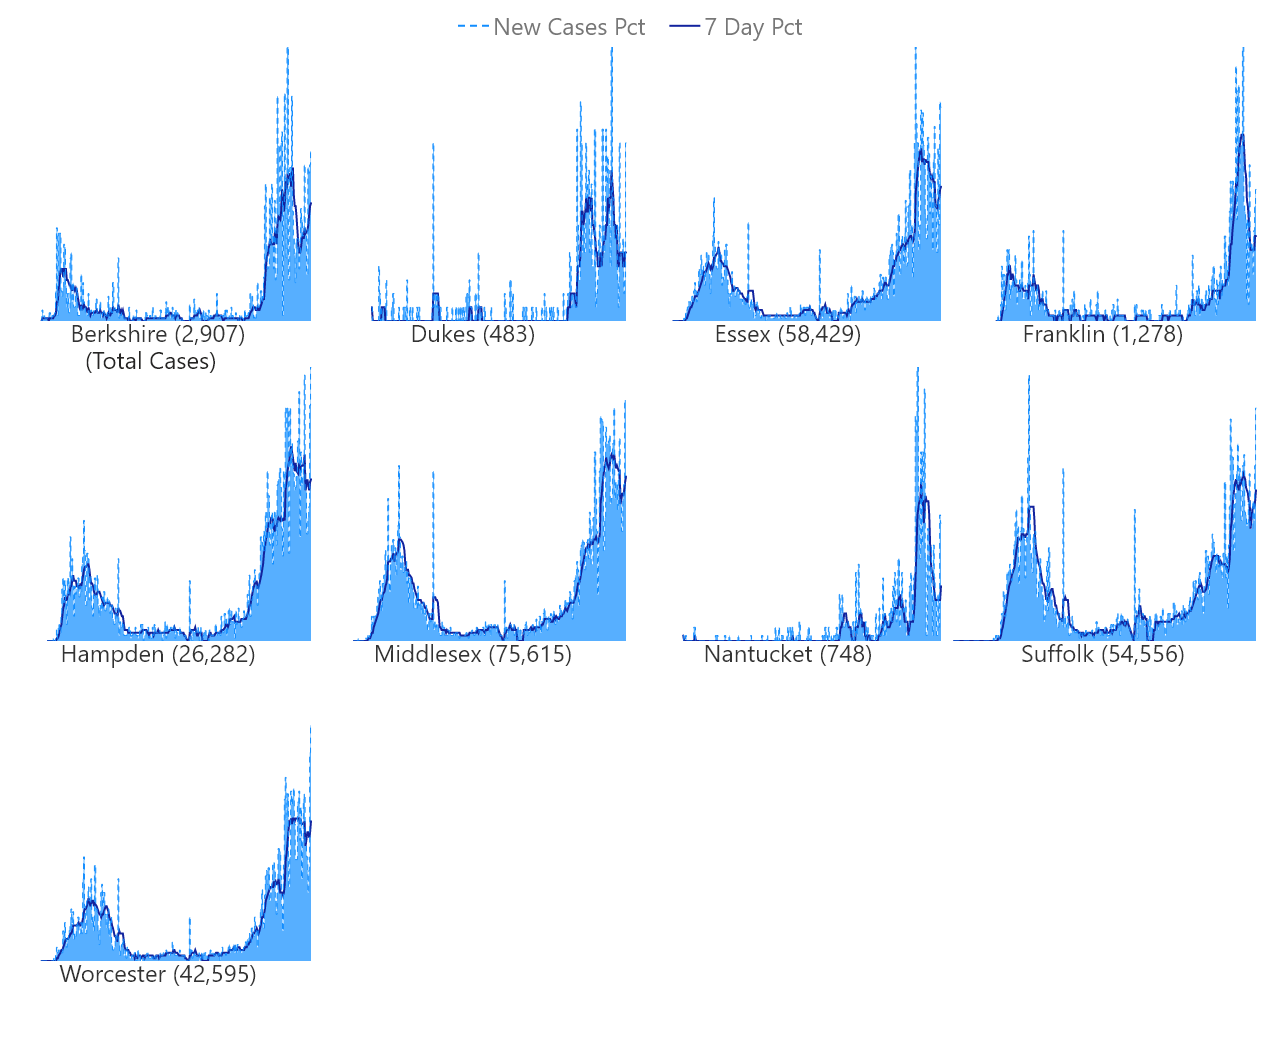 New Cases Pct 7 Day Pct
Berkshire (2,907) Dukes (483) Essex (58,429) Franklin (1,278)
(Total Cases)
Hampden (26,282) Middlesex (75,615) Nantucket (748) Suffolk (54,556)
Worcester (42,595)